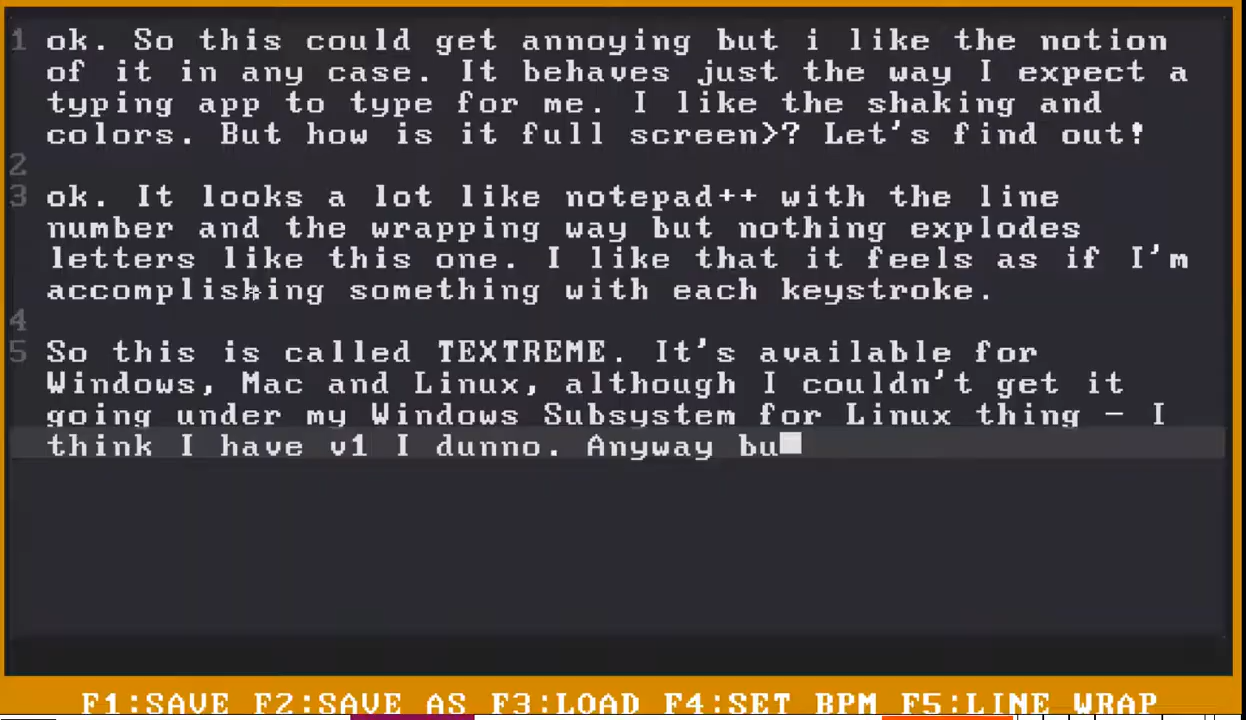 1 ok. So this could get annoying but i like the notion
of it in any case. It behaves just the way I expect a
typing app to type for me. I like the shaking and
colors. But how is it full screen>? Let's find out!
2
3 ok. It looks a lot like notepad++ with the line
number and the wrapping way but nothing explodes
letters like this one. I like that it feels as if I'm
accomplishing something with each keystroke.
4
5 So this is called TEXTREME. It's available for
Windows, Mac and Linux, although I couldn't get it
going under my Windows Subsystem for Linux thing - I
think I have v1 I dunno. Anyway bu
F1:SAVE F2:SAVE AS F3:LOAD F4:SET BPM F5:LINE WRAP